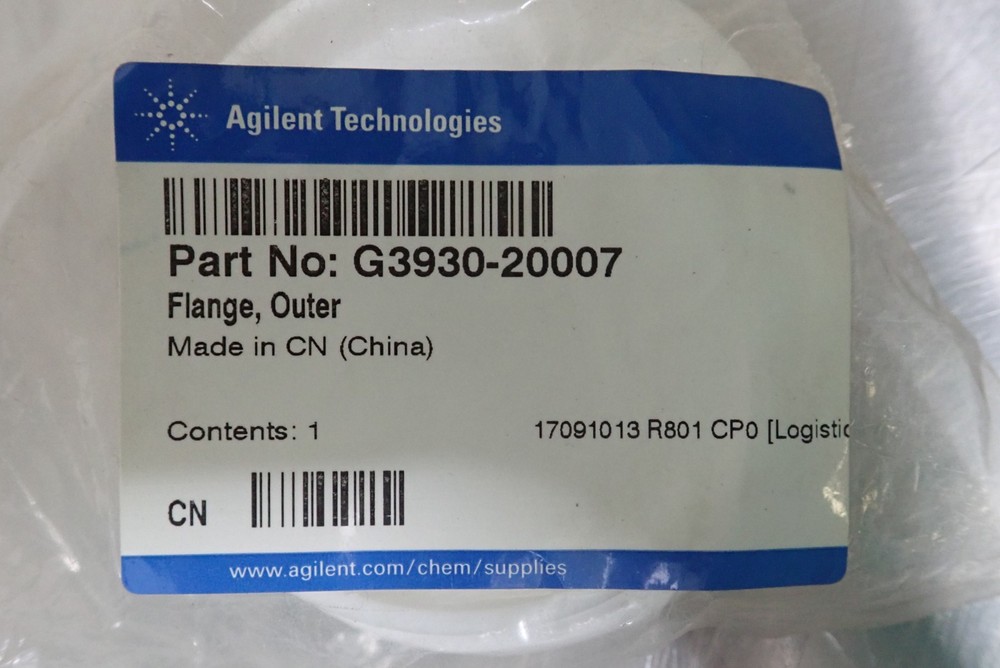 Agilent Technologies
Part No: G3930-20007
Flange, Outer
Made in CN (China)
Contents: 1
17091013 R801 CP0 [Logistic
CN
www.agilent.com/chem/supplies